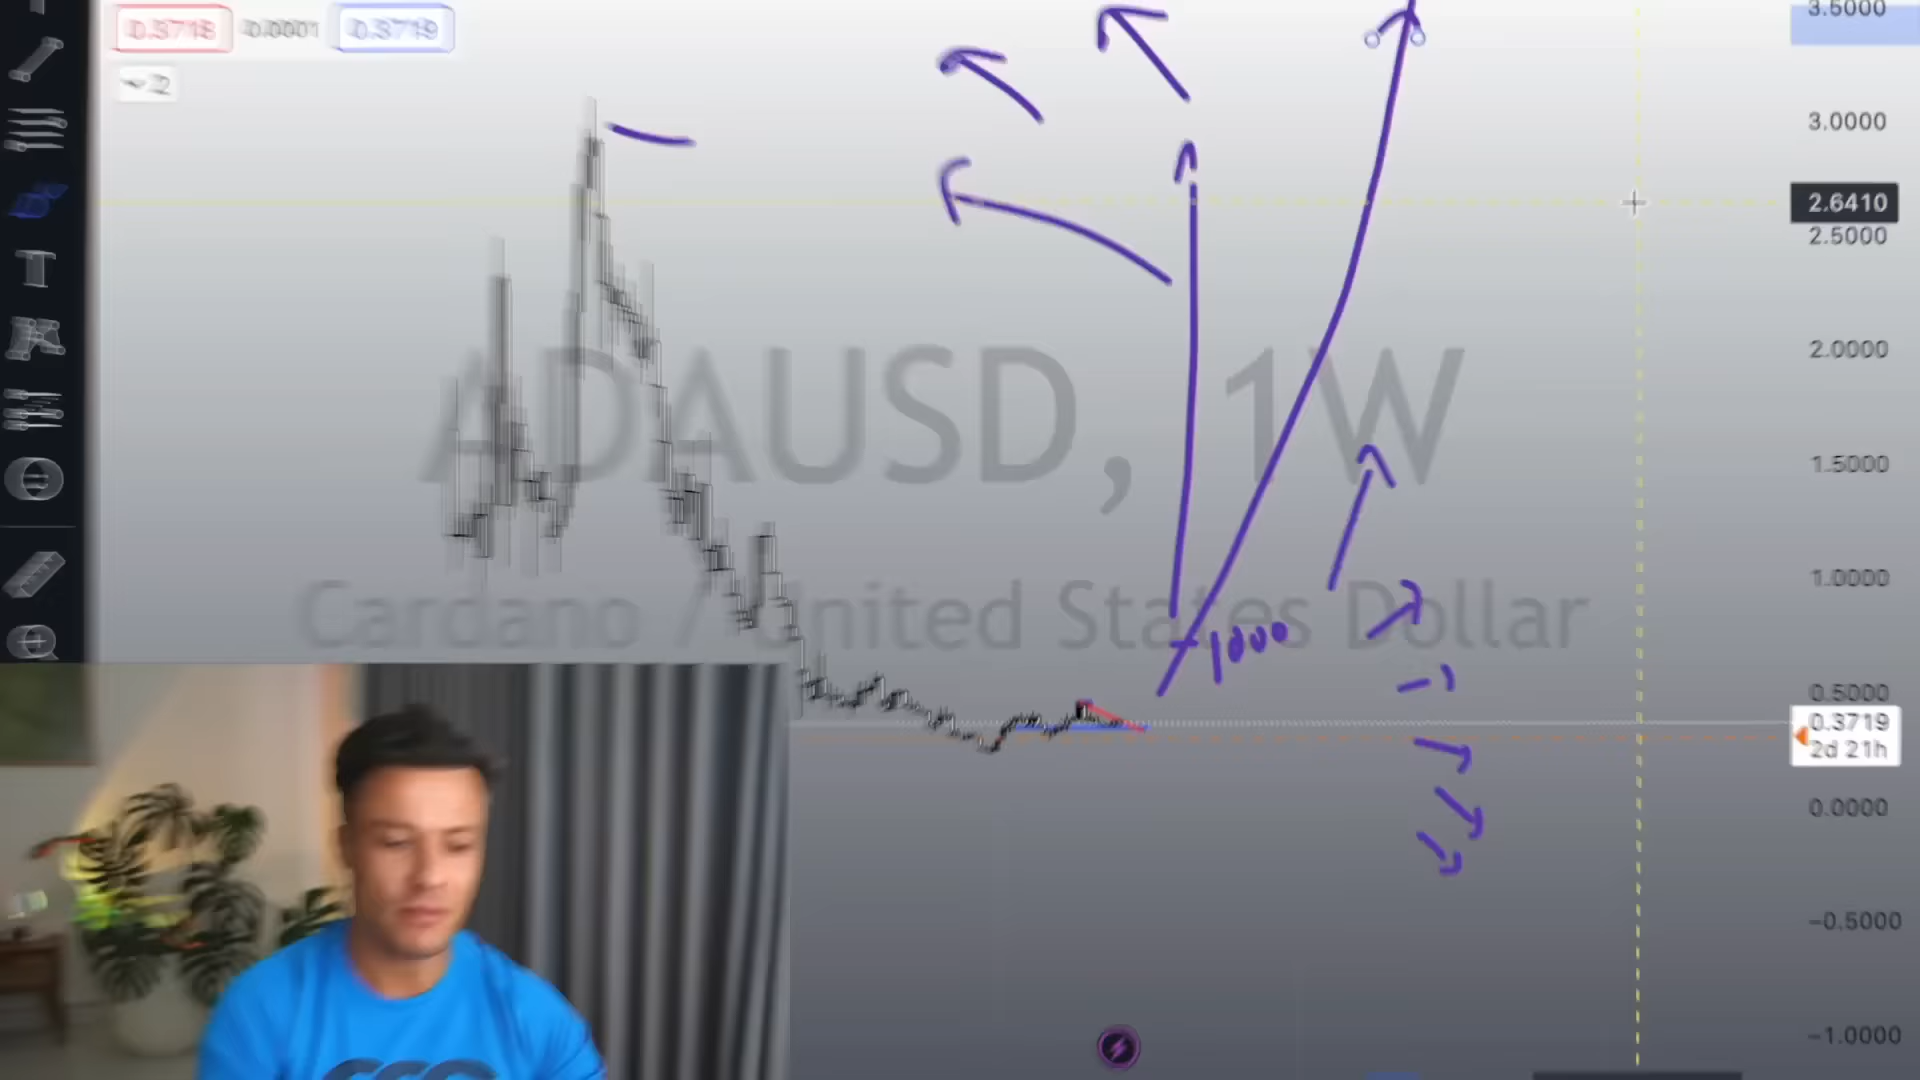 0.3718 0.0001 0.3719
2
3.5000
3.0000
2.6410
2.5000
2.0000
1.5000
1.0000
0.5000
0.3719
2d 21h
0.0000
−0.5000
−1.0000
ADAUSD, 1W
Cardano / United States Dollar
1000
CCC